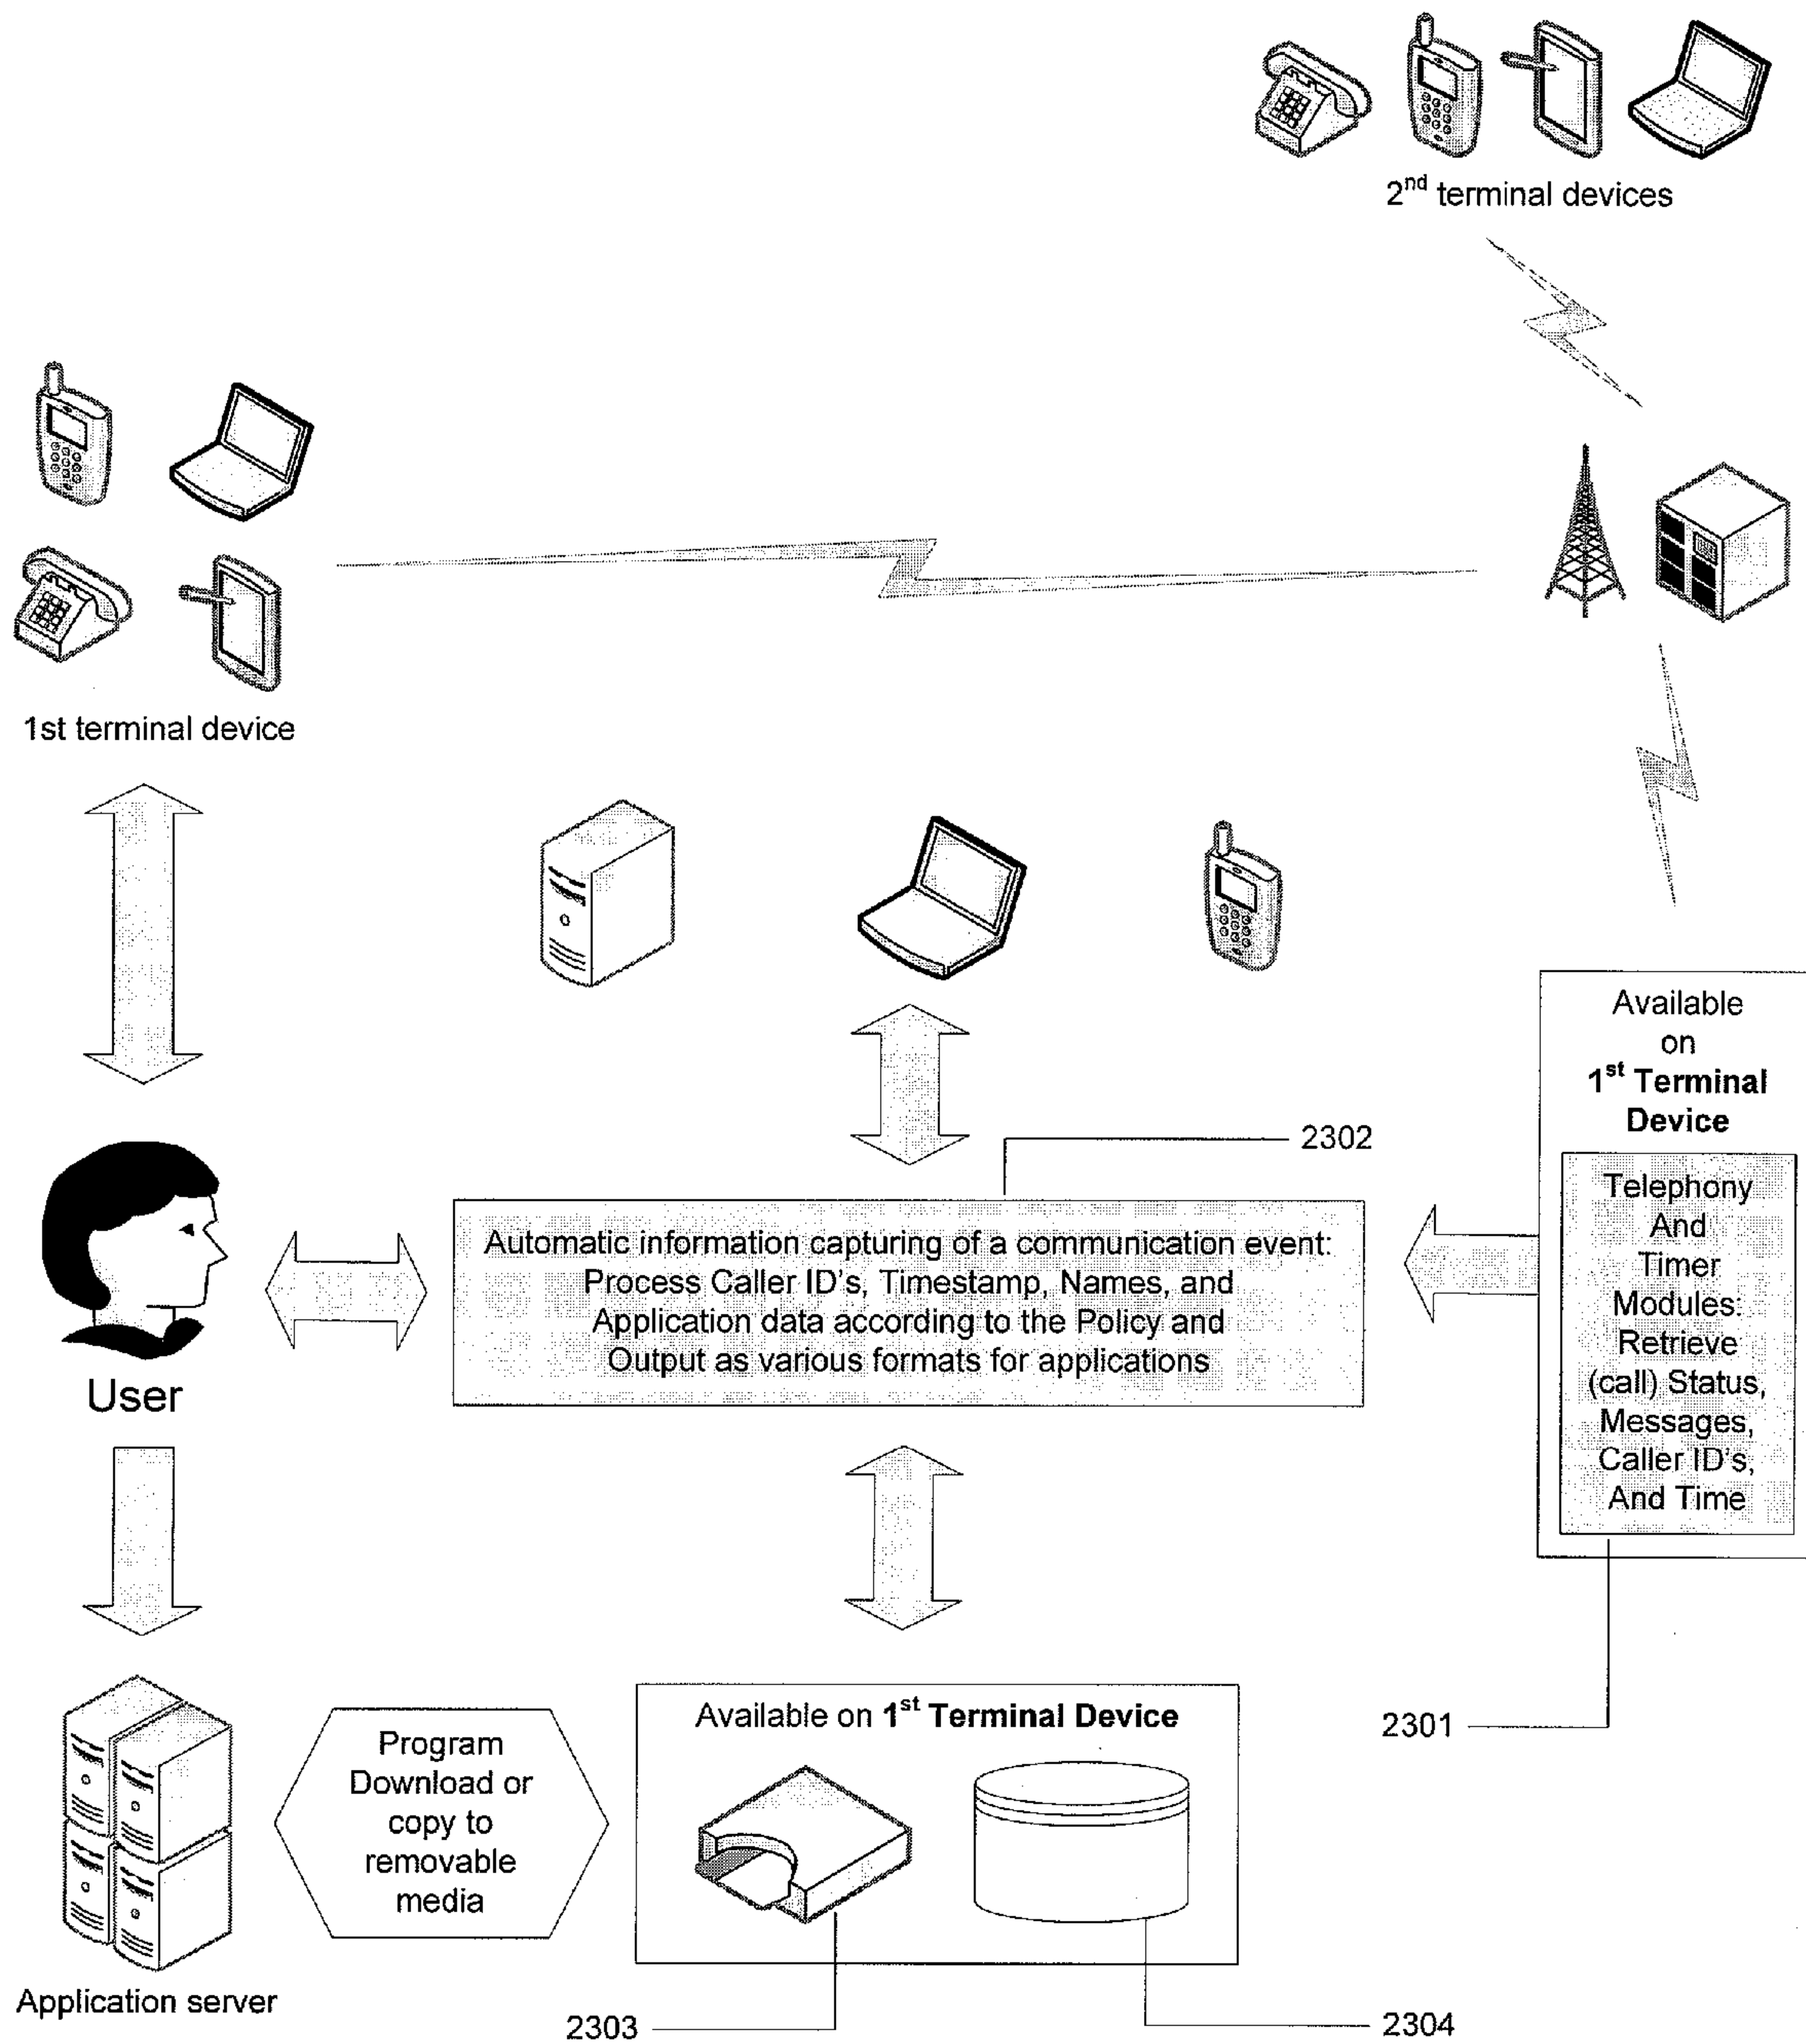 2nd terminal devices
1st terminal device
Available
on
1st Terminal
Device
2302
Telephony
And
Timer
Modules:
Retrieve
(call) Status,
Messages,
Caller ID's,
And Time
Automatic information capturing of a communication event:
Process Caller ID's, Timestamp, Names, and
Application data according to the Policy and
Output as various formats for applications
User
Available on 1st Terminal Device
2301
Program
Download or
copy to
removable
media
Application server
2303
2304